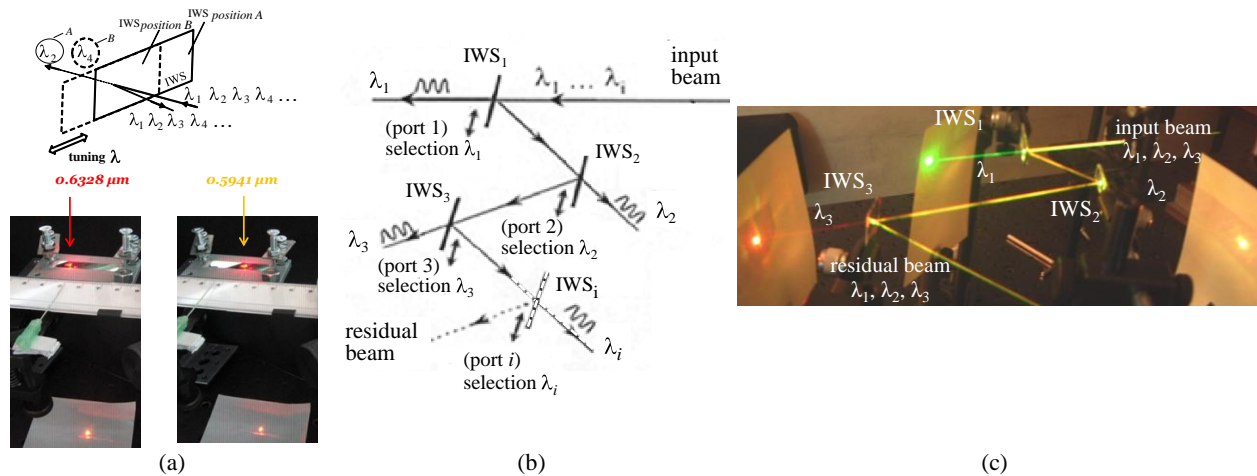 IWS position A
IWS position B
A
B
λ2
λ4
IWS
λ1 λ2 λ3 λ4 ...
λ1 λ2 λ3 λ4 ...
tuning λ
0.6328 μm
0.5941 μm
(a)
input
beam
IWS1
λ1
λ1 ... λi
(port 1)
selection λ1
IWS2
IWS3
λ2
(port 2)
selection λ2
λ3
(port 3)
selection λ3
IWSi
residual
beam
(port i)
selection λi
λi
(b)
IWS1
input beam
λ1, λ2, λ3
λ1
IWS3
λ2
IWS2
λ3
residual beam
λ1, λ2, λ3
(c)